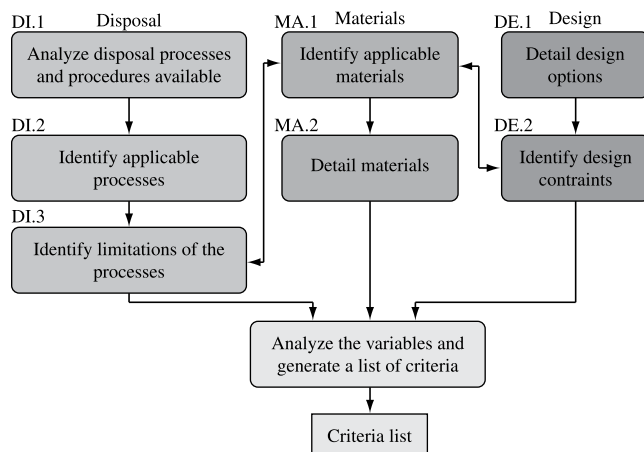 DI.1 Disposal
Analyze disposal processes
and procedures available
DI.2
Identify applicable
processes
DI.3
Identify limitations of the
processes
MA.1 Materials
Identify applicable
materials
MA.2
Detail materials
DE.1 Design
Detail design
options
DE.2
Identify design
contraints
Analyze the variables and
generate a list of criteria
Criteria list